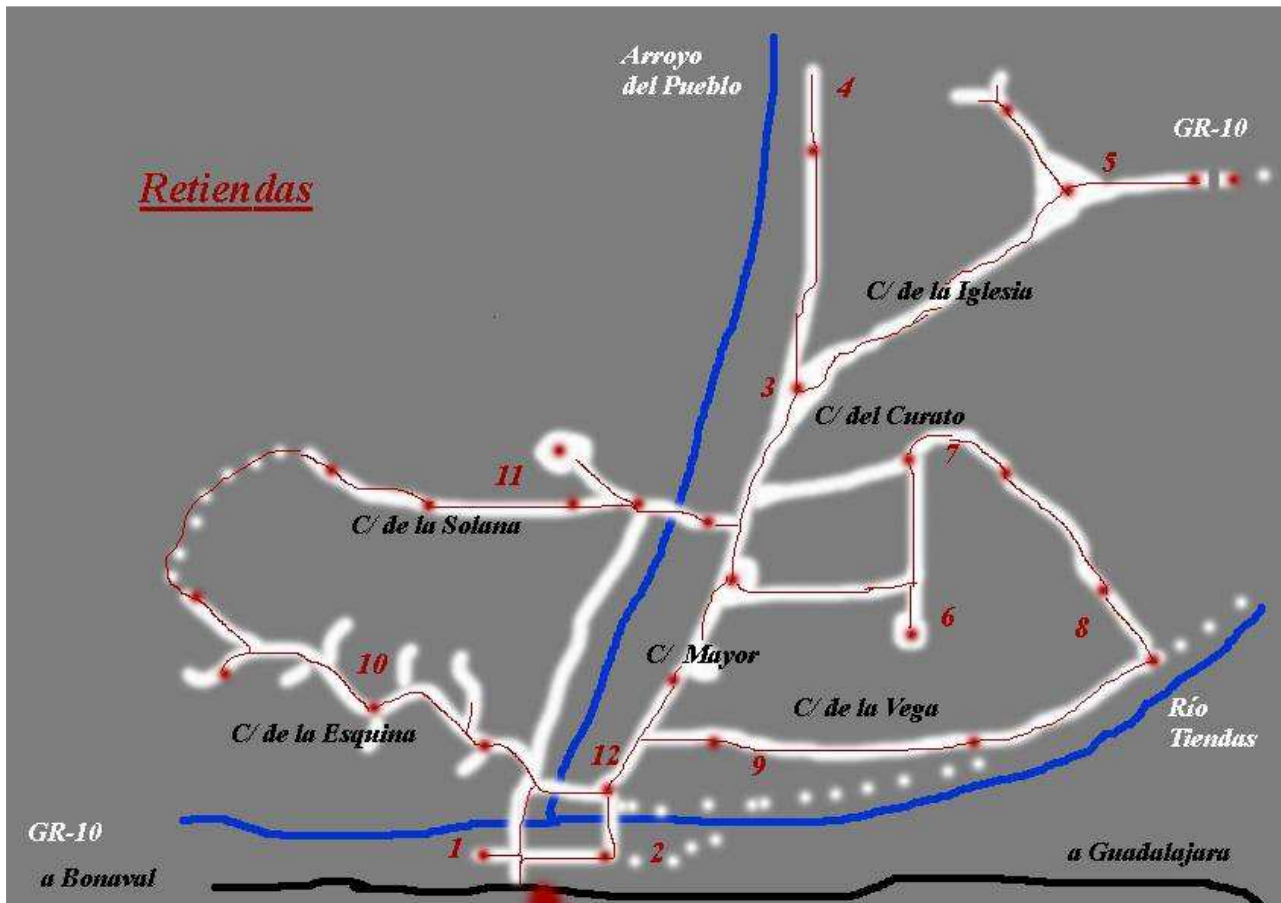 Arroyo
del Pueblo
4
GR-10
5
Retiendas
C/ de la Iglesia
3
C/ del Curato
7
11
C/ de la Solana
6
8
10
C/ Mayor
C/ de la Vega
C/ de la Esquina
Río
Tiendas
12
9
GR-10
1
2
a Bonaval
a Guadalajara